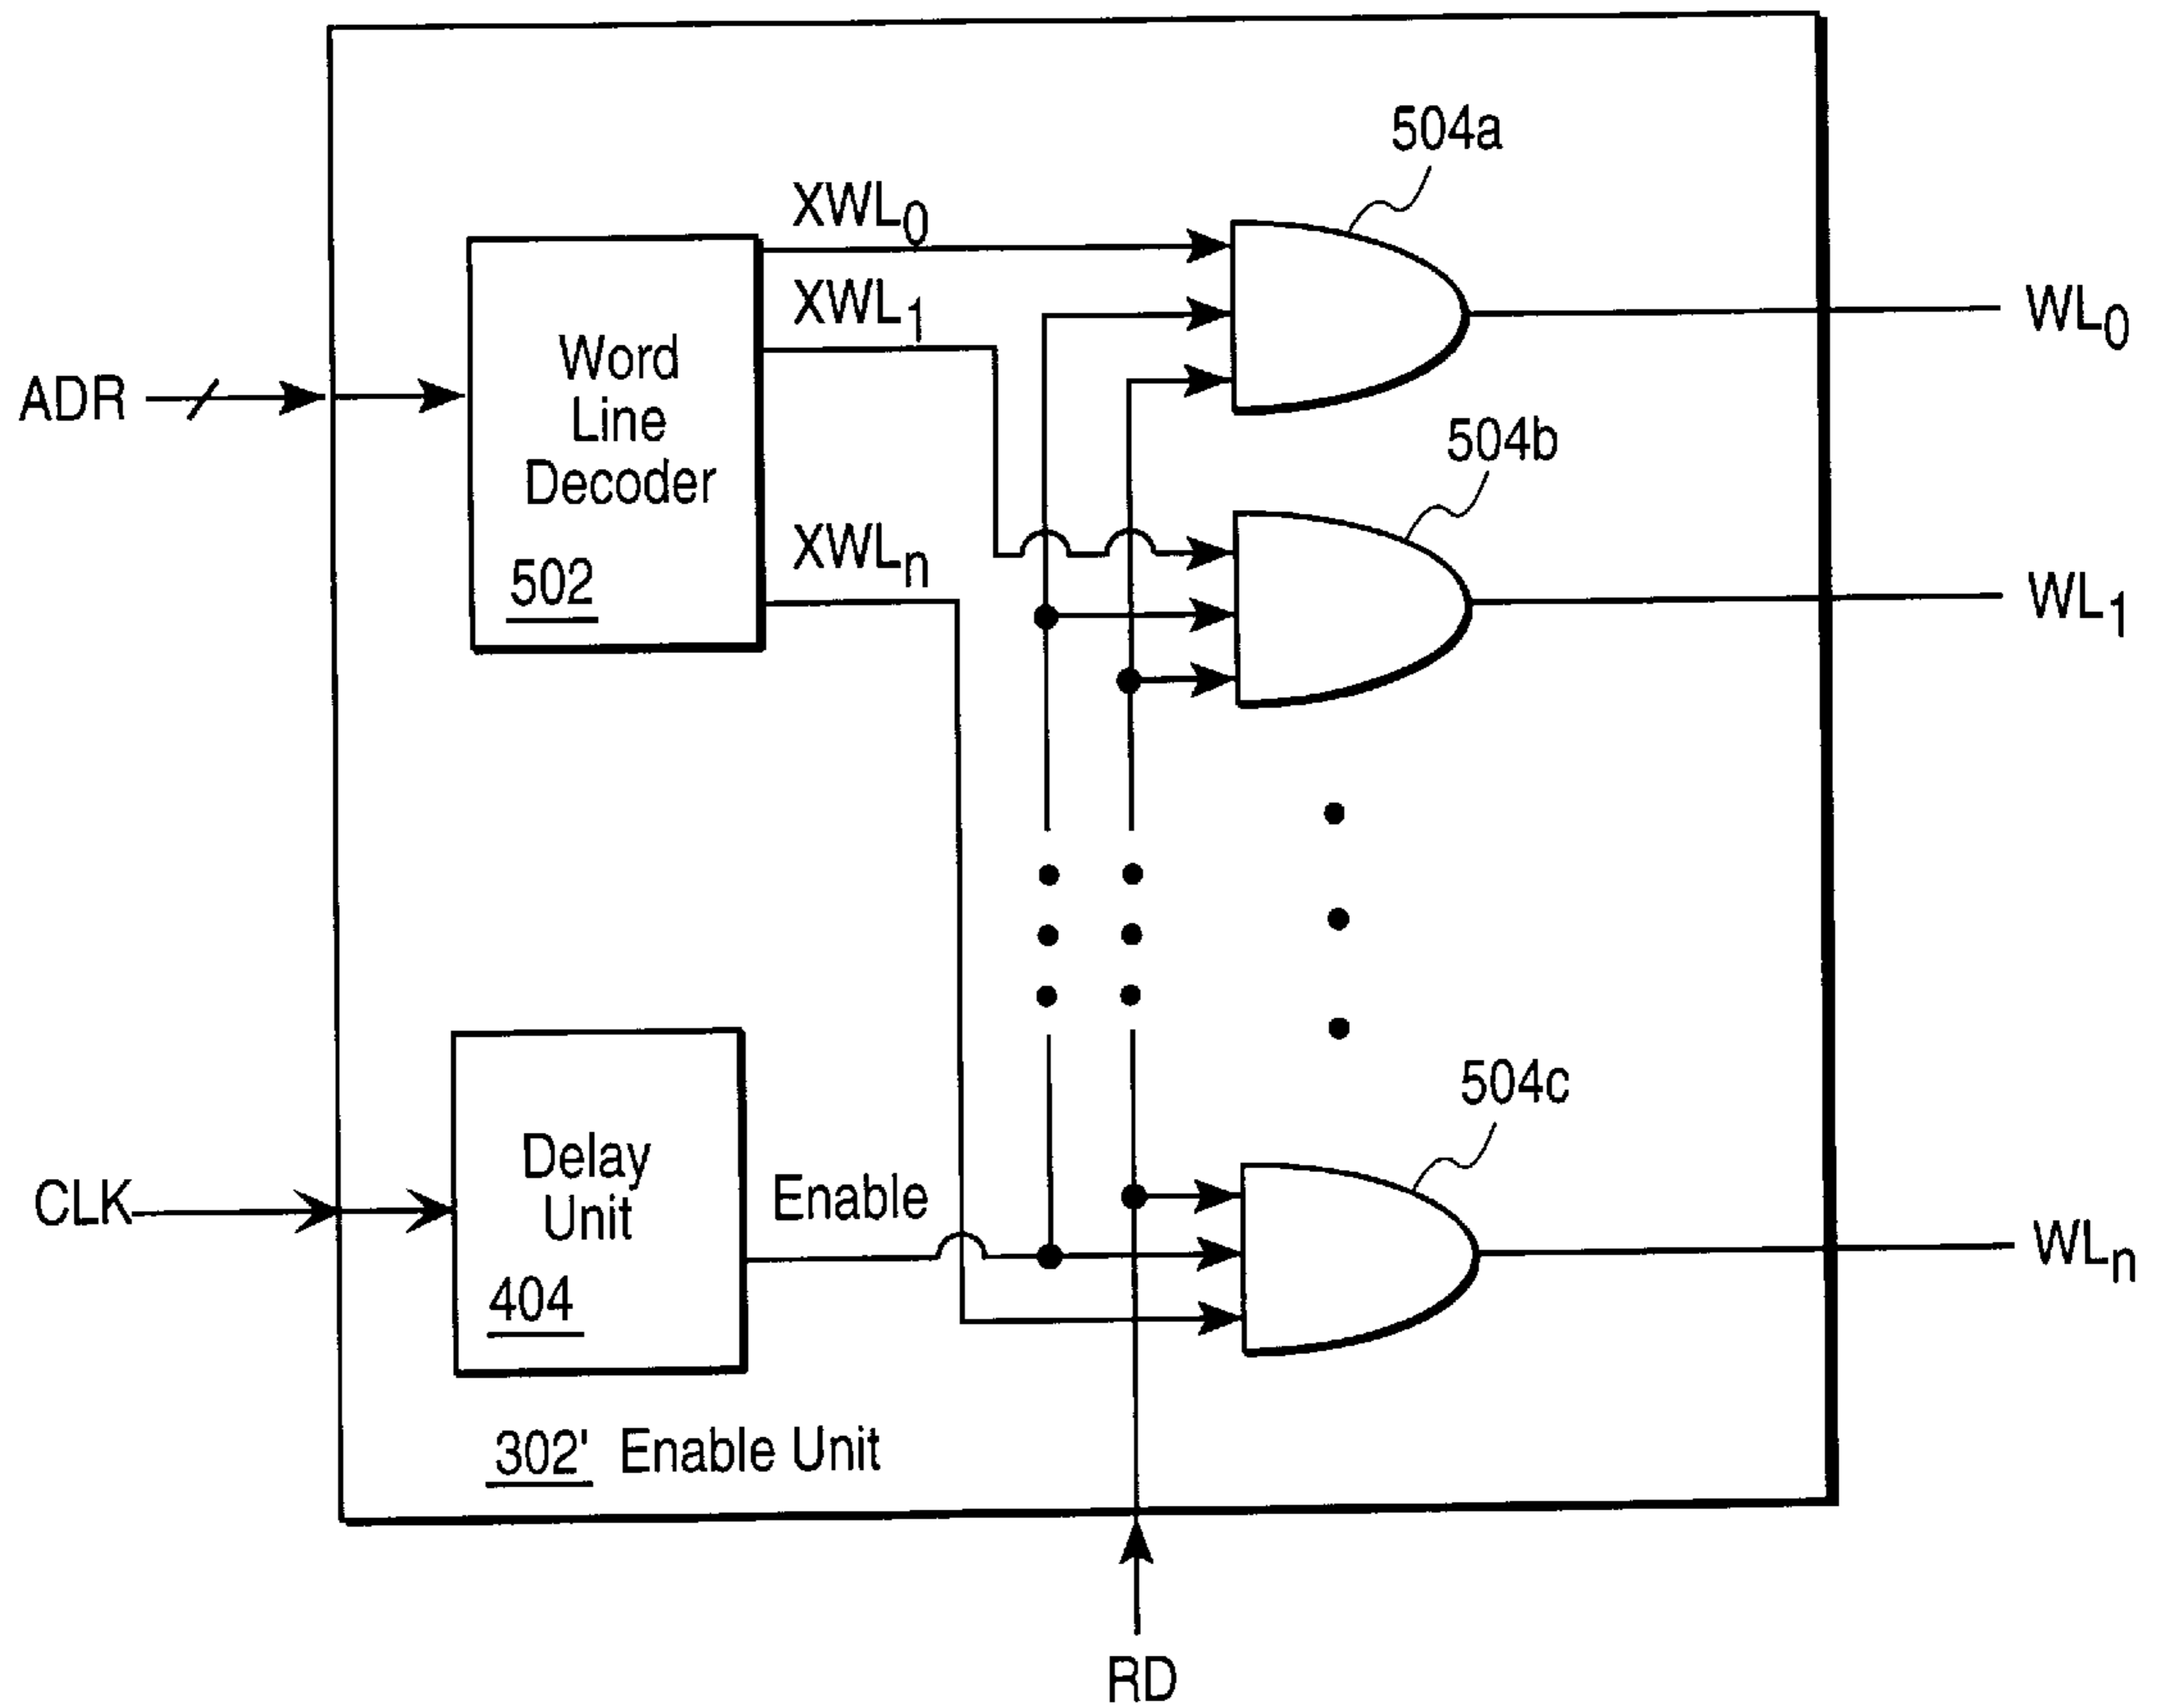 504a
XWL0
XWL1
WL0
ADR
Word
Line
Decoder
502
504b
XWLn
WL1
504c
CLK
Delay
Unit
404
Enable
WLn
302' Enable Unit
RD